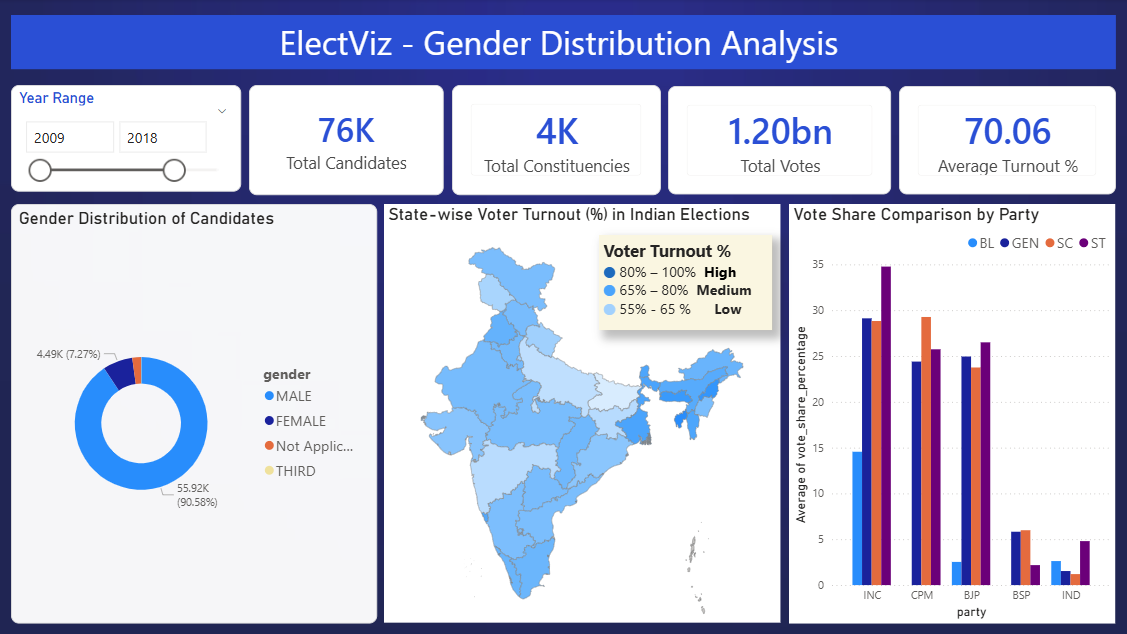 ElectViz - Gender Distribution Analysis
Year Range
2009
2018
76K
Total Candidates
4K
Total Constituencies
1.20bn
Total Votes
70.06
Average Turnout %
Gender Distribution of Candidates
4.49K (7.27%)
55.92K
(90.58%)
gender
MALE
FEMALE
Not Applic...
THIRD
State-wise Voter Turnout (%) in Indian Elections
Voter Turnout %
80% – 100% High
65% – 80% Medium
55% - 65 % Low
Vote Share Comparison by Party
BL GEN SC ST
Average of vote_share_percentage
35
30
25
20
15
10
5
0
INC CPM BJP BSP IND
party